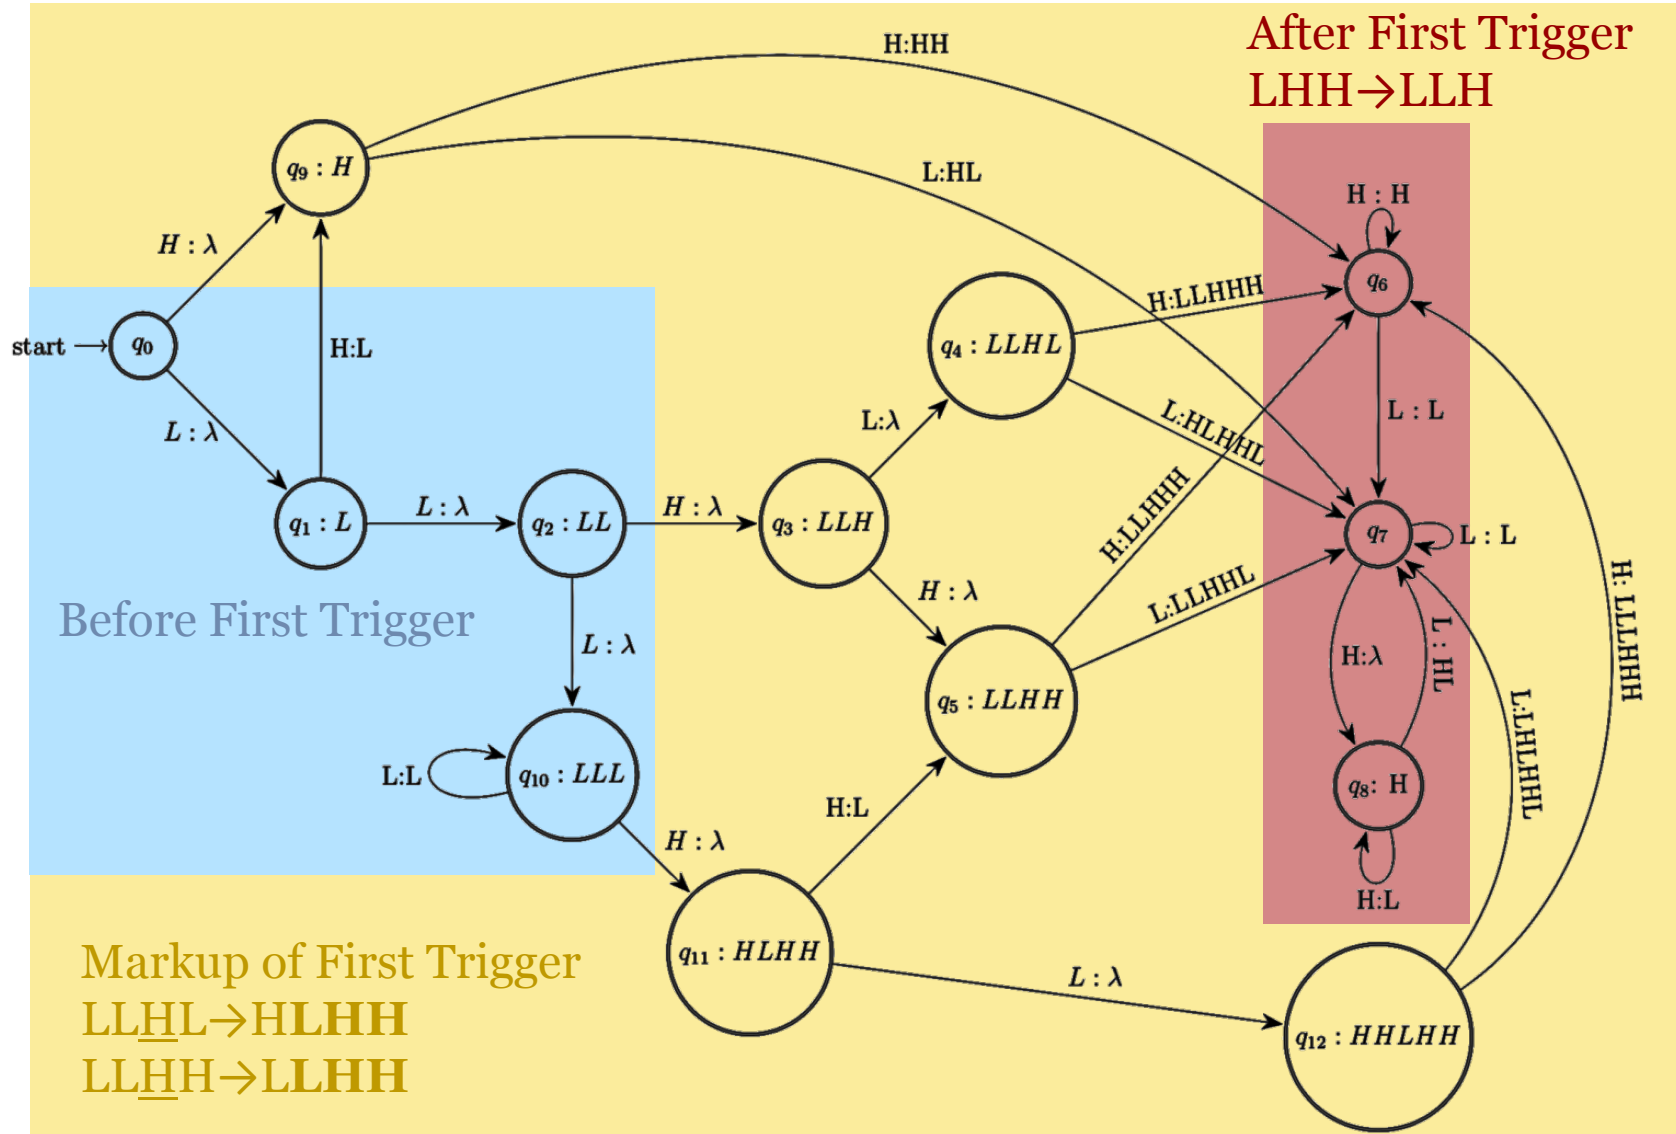 After First Trigger
LHH→LLH
H:HH
L:HL
q₉ : H
H : λ
H : H
q₆
H:LLHHH
q₄ : LLHL
start
q₀
H:L
L : λ
L:λ
L : L
L:HLHHL
q₁ : L
L : λ
q₂ : LL
H : λ
q₃ : LLH
H:LLHHH
q₇
L : L
Before First Trigger
L : λ
H : λ
L:LLHHL
H:λ
L : HL
H: LLLHHH
q₅ : LLHH
L:LHLHHL
L:L
q₁₀ : LLL
H:L
H : λ
q₈: H
H:L
q₁₁ : HLHH
L : λ
q₁₂ : HHLHH
Markup of First Trigger
LLHL→HLHH
LLHH→LLHH